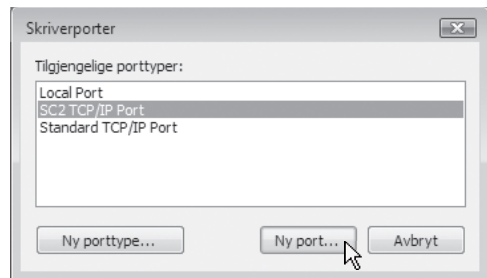 Skriverporter
Tilgjengelige porttyper:
Local Port
SC2 TCP/IP Port
Standard TCP/IP Port
Ny porttype...
Ny port...
Avbryt